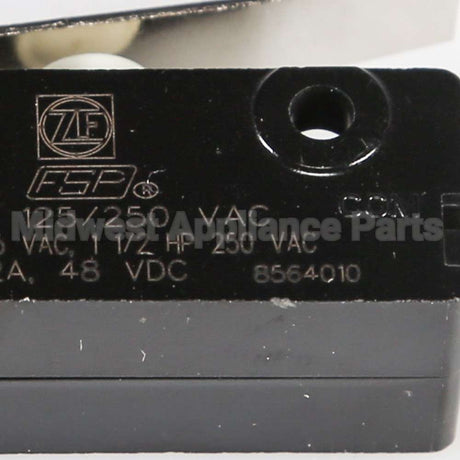 ZF
FSP®
125/250 VAC
COM
VAC, 1 1/2 HP 250 VAC
Midwest Appliance Parts
A, 48 VDC 8564010